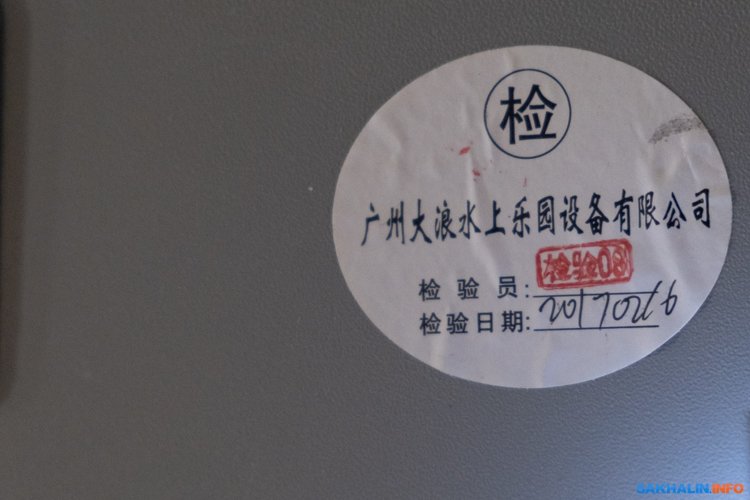 检
广州大浪水上乐园设备有限公司
检验员: 检验08
检验日期: 20170216
SAKHALIN.INFO